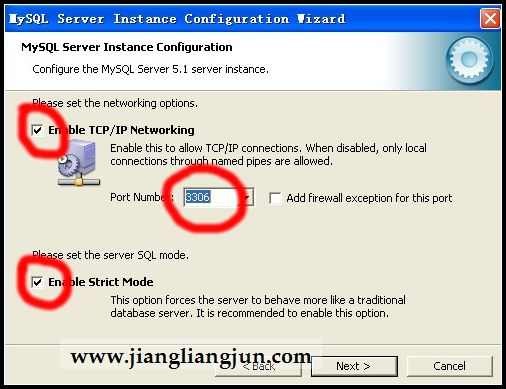 MySQL Server Instance Configuration Wizard
MySQL Server Instance Configuration
Configure the MySQL Server 5.1 server instance.
Please set the networking options.
Enable TCP/IP Networking
Enable this to allow TCP/IP connections. When disabled, only local
connections through named pipes are allowed.
Port Number: 3306 Add firewall exception for this port
Please set the server SQL mode.
Enable Strict Mode
This option forces the server to behave more like a traditional
database server. It is recommended to enable this option.
www.jiangliangjun.com
< Back Next > Cancel